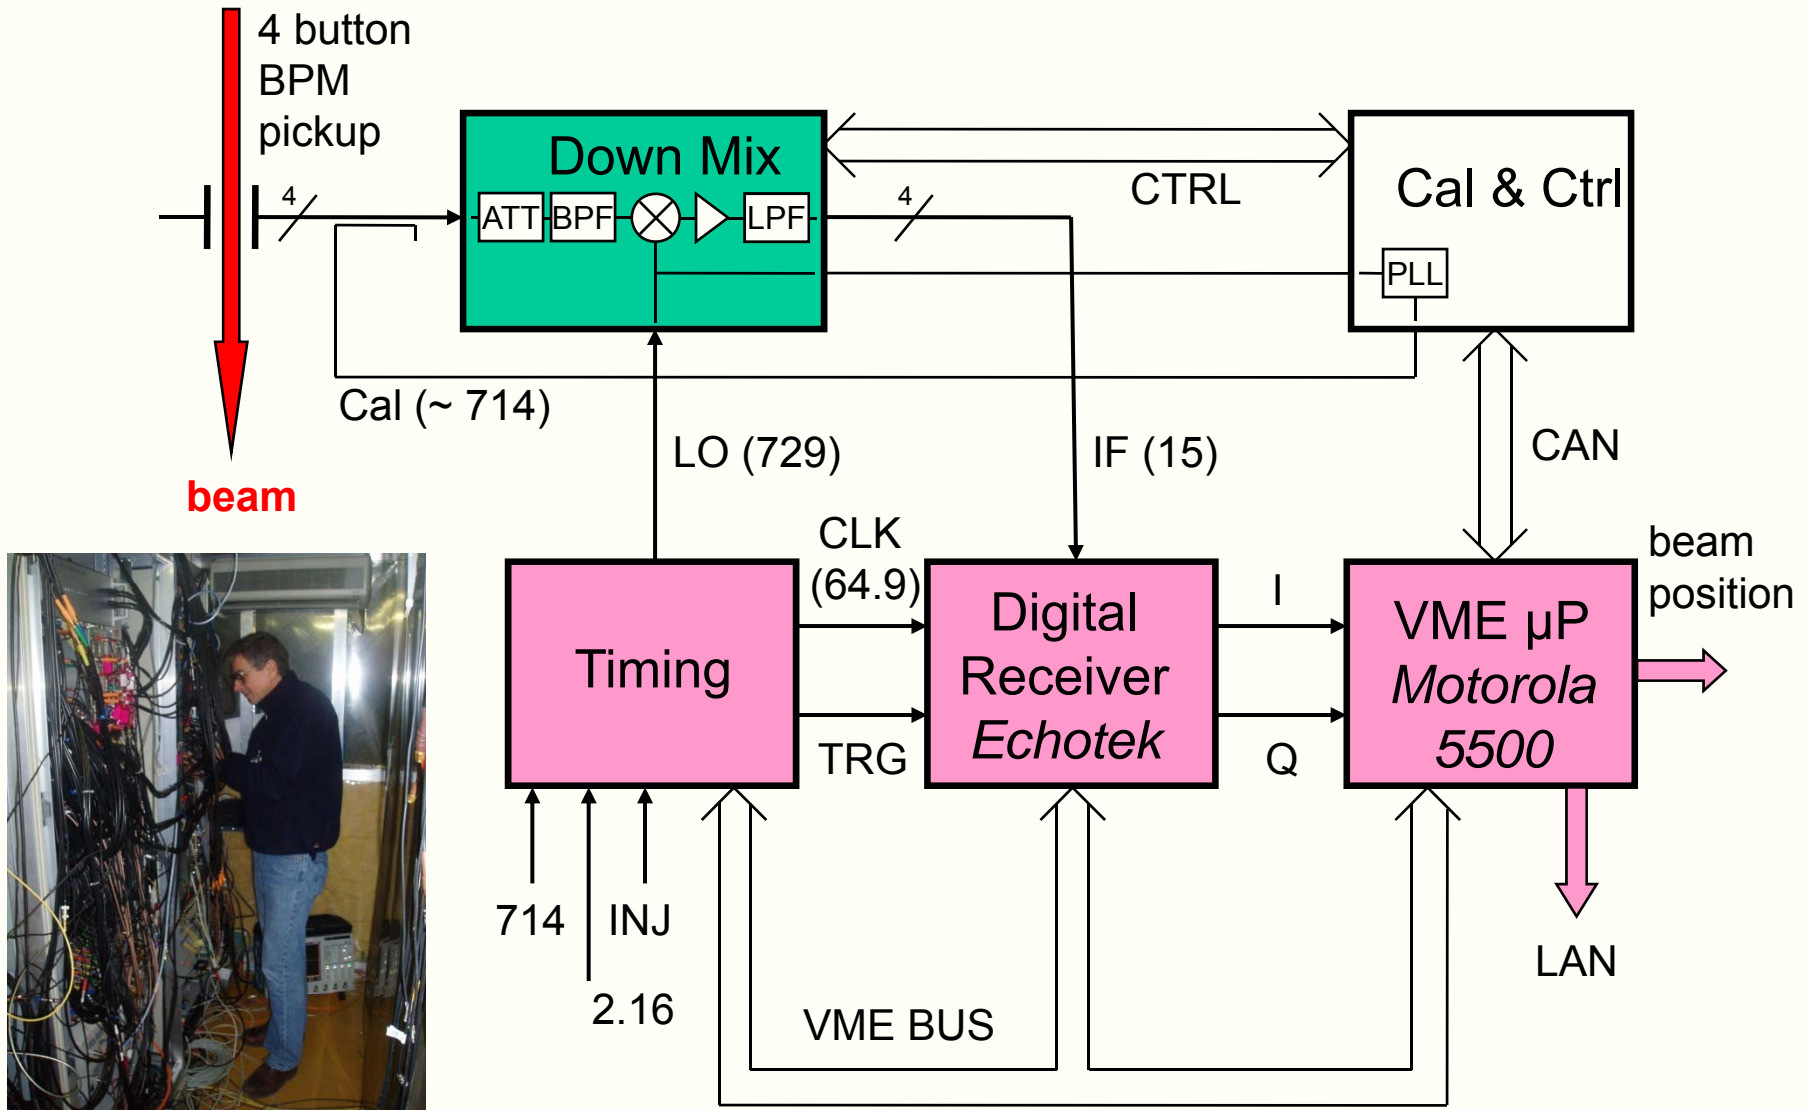 4 button
BPM
pickup
4
Down Mix
ATT
BPF
LPF
4
CTRL
Cal & Ctrl
PLL
Cal (~ 714)
LO (729)
IF (15)
CAN
beam
CLK
(64.9)
TRG
Timing
Digital
Receiver
Echotek
I
Q
VME µP
Motorola
5500
beam
position
714
INJ
2.16
VME BUS
LAN